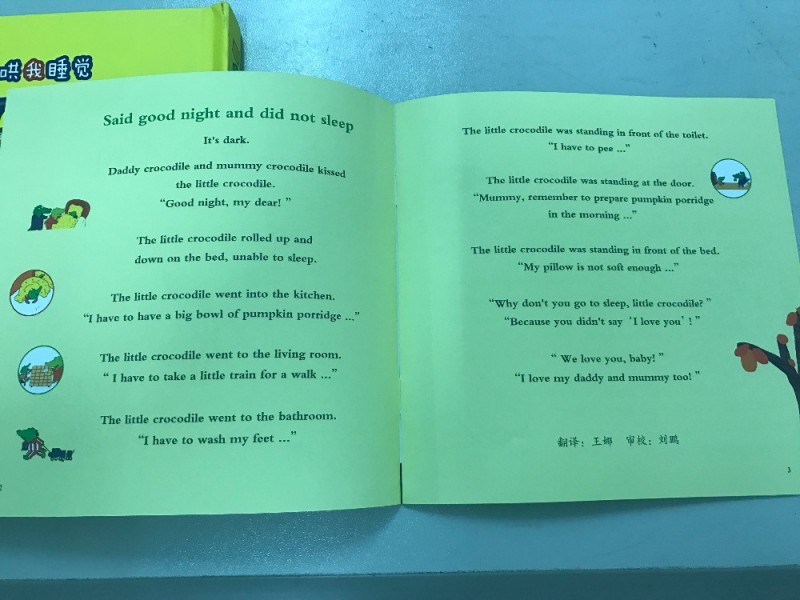 哄我睡觉
Said good night and did not sleep
It's dark.
Daddy crocodile and mummy crocodile kissed
the little crocodile.
“Good night, my dear! ”
The little crocodile rolled up and
down on the bed, unable to sleep.
The little crocodile went into the kitchen.
“I have to have a big bowl of pumpkin porridge ...”
The little crocodile went to the living room.
“ I have to take a little train for a walk ...”
The little crocodile went to the bathroom.
“I have to wash my feet ...”
2
The little crocodile was standing in front of the toilet.
“I have to pee ...”
The little crocodile was standing at the door.
“Mummy, remember to prepare pumpkin porridge
in the morning ...”
The little crocodile was standing in front of the bed.
“My pillow is not soft enough ...”
“Why don't you go to sleep, little crocodile? ”
“Because you didn't say ‘I love you’ ! ”
“ We love you, baby! ”
“I love my daddy and mummy too! ”
翻译：王娜 审校：刘鹏
3